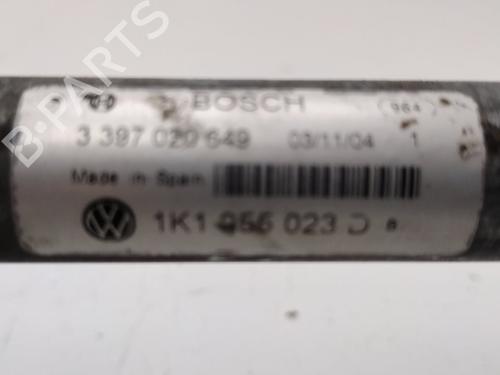 BOSCH (984)
3 397 020 649 03/11/04 1
Made in Spain
1K1 955 023 D
B-PARTS